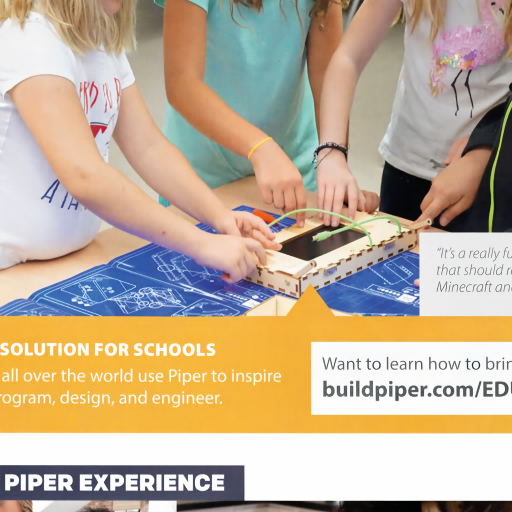 "It's a really fu
that should r
Minecraft and
SOLUTION FOR SCHOOLS
all over the world use Piper to inspire
rogram, design, and engineer.
Want to learn how to brin
buildpiper.com/EDU
PIPER EXPERIENCE